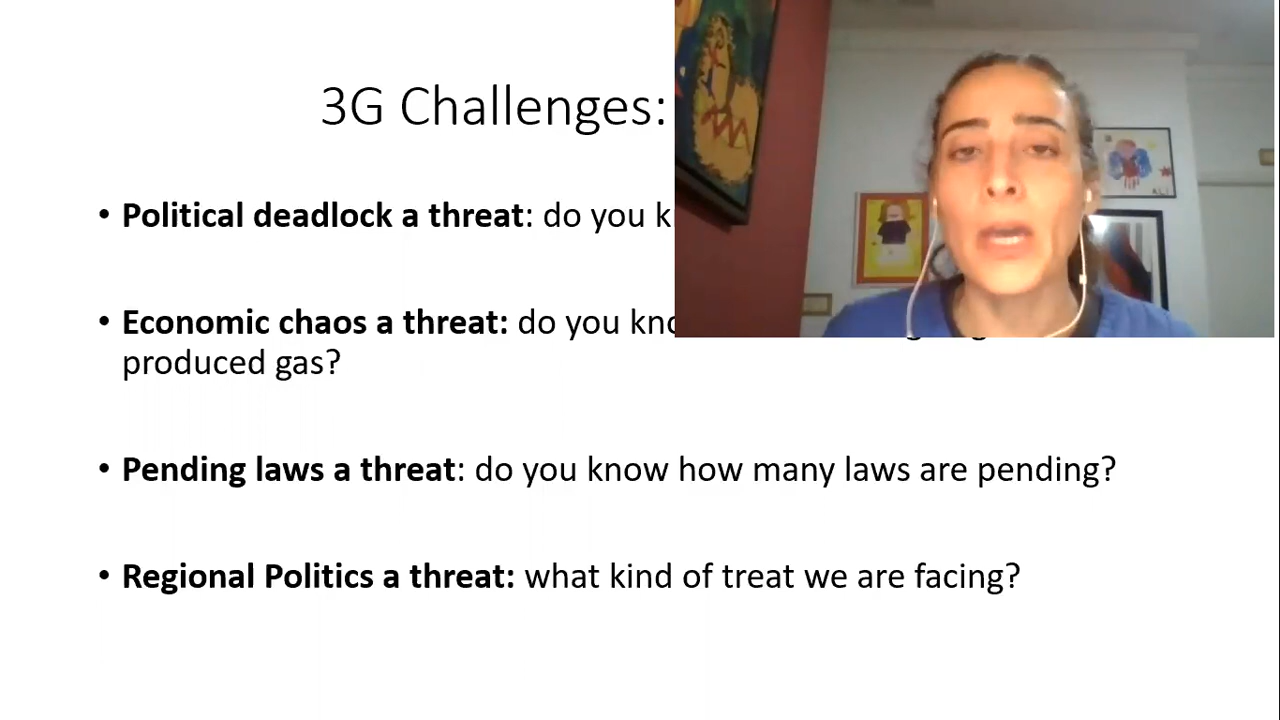 3G Challenges:
• Political deadlock a threat: do you
• Economic chaos a threat: do you
produced gas?
• Pending laws a threat: do you know how many laws are pending?
• Regional Politics a threat: what kind of treat we are facing?
ALI